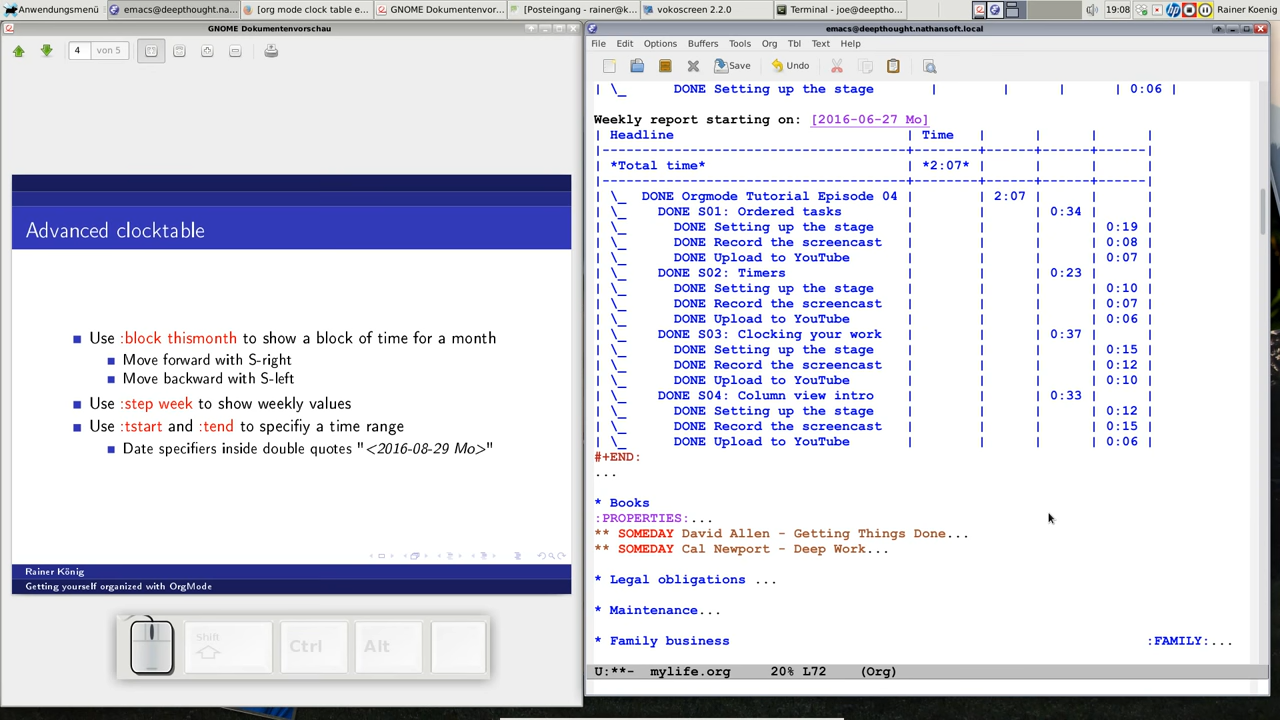 Anwendungsmenü emacs@deepthought.na... [org mode clock table e... GNOME Dokumentenvor... [Posteingang - rainer@k... vokoscreen 2.2.0 Terminal - joe@deeptho... 19:08 Rainer Koenig
GNOME Dokumentenvorschau
4 von 5
Advanced clocktable
Use :block thismonth to show a block of time for a month
Move forward with S-right
Move backward with S-left
Use :step week to show weekly values
Use :tstart and :tend to specifiy a time range
Date specifiers inside double quotes "<2016-08-29 Mo>"
Rainer König
Getting yourself organized with OrgMode
Shift Ctrl Alt
emacs@deepthought.nathansoft.local
File Edit Options Buffers Tools Org Tbl Text Help
Save Undo
| \_ DONE Setting up the stage | | | | 0:06 |
Weekly report starting on: [2016-06-27 Mo]
| Headline | Time | | | |
|---------------------------------------+--------+------+------+------|
| *Total time* | *2:07* | | | |
|---------------------------------------+--------+------+------+------|
| \_ DONE Orgmode Tutorial Episode 04 | | 2:07 | | |
| \_ DONE S01: Ordered tasks | | | 0:34 | |
| \_ DONE Setting up the stage | | | | 0:19 |
| \_ DONE Record the screencast | | | | 0:08 |
| \_ DONE Upload to YouTube | | | | 0:07 |
| \_ DONE S02: Timers | | | 0:23 | |
| \_ DONE Setting up the stage | | | | 0:10 |
| \_ DONE Record the screencast | | | | 0:07 |
| \_ DONE Upload to YouTube | | | | 0:06 |
| \_ DONE S03: Clocking your work | | | 0:37 | |
| \_ DONE Setting up the stage | | | | 0:15 |
| \_ DONE Record the screencast | | | | 0:12 |
| \_ DONE Upload to YouTube | | | | 0:10 |
| \_ DONE S04: Column view intro | | | 0:33 | |
| \_ DONE Setting up the stage | | | | 0:12 |
| \_ DONE Record the screencast | | | | 0:15 |
| \_ DONE Upload to YouTube | | | | 0:06 |
#+END:
...
* Books
:PROPERTIES:...
** SOMEDAY David Allen - Getting Things Done...
** SOMEDAY Cal Newport - Deep Work...
* Legal obligations ...
* Maintenance...
* Family business :FAMILY:...
U:**- mylife.org 20% L72 (Org)